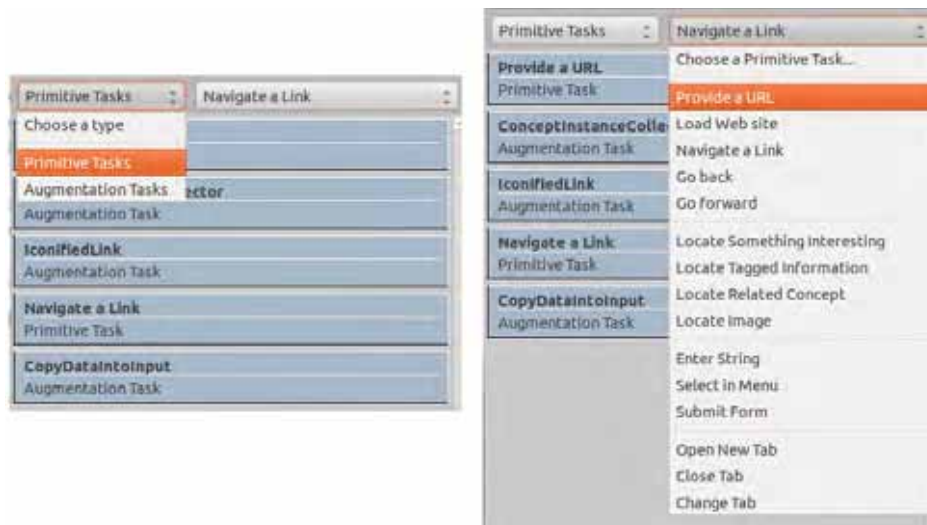 Primitive Tasks
Navigate a Link
Choose a type
Primitive Tasks
Augmentation Tasks
ector
Augmentation Task
IconifiedLink
Augmentation Task
Navigate a Link
Primitive Task
CopyDataIntoInput
Augmentation Task
Primitive Tasks
Navigate a Link
Provide a URL
Primitive Task
ConceptInstanceColle
Augmentation Task
IconifiedLink
Augmentation Task
Navigate a Link
Primitive Task
CopyDataIntoInput
Augmentation Task
Choose a Primitive Task...
Provide a URL
Load Web site
Navigate a Link
Go back
Go forward
Locate Something Interesting
Locate Tagged Information
Locate Related Concept
Locate Image
Enter String
Select in Menu
Submit Form
Open New Tab
Close Tab
Change Tab